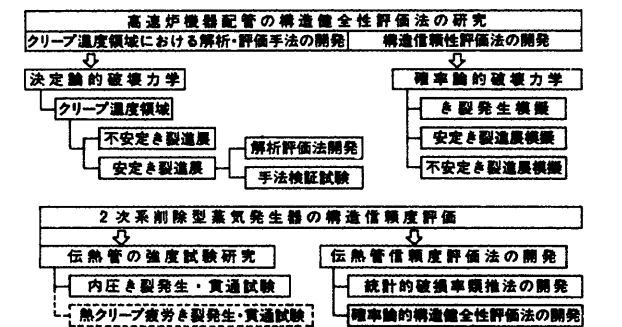 高速炉機器配管の構造健全性評価法の研究
クリープ温度領域における解析・評価手法の開発
構造信頼性評価法の開発
決定論的破壊力学
クリープ温度領域
不安定き裂進展
安定き裂進展
解析評価法開発
手法検証試験
確率論的破壊力学
き裂発生模擬
安定き裂進展模擬
不安定き裂進展模擬
2次系削除型蒸気発生器の構造信頼度評価
伝熱管の強度試験研究
内圧き裂発生・貫通試験
熱クリープ疲労き裂発生・貫通試験
伝熱管信頼度評価法の開発
統計的破損率類推法の開発
確率論的構造健全性評価法の開発